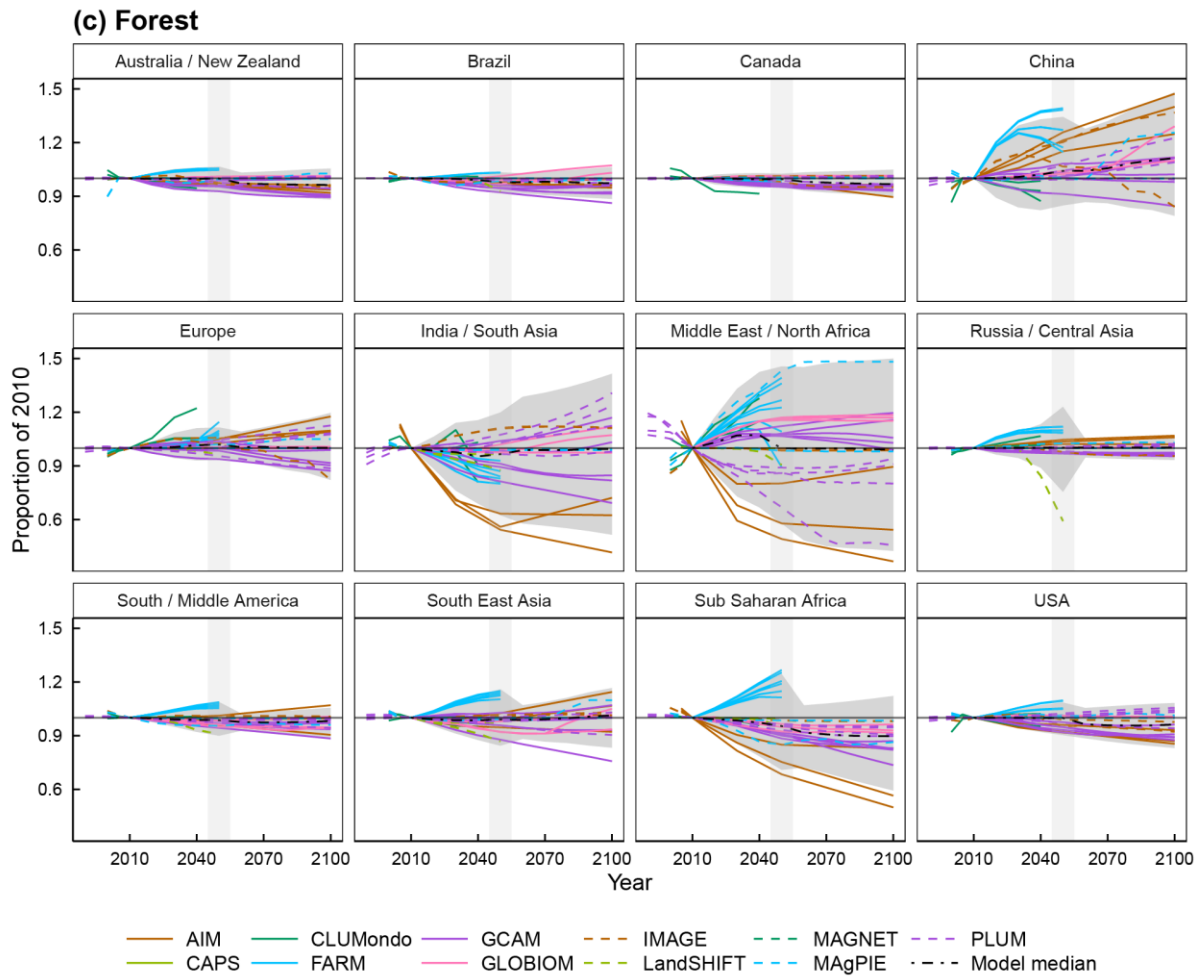 (c) Forest
Australia / New Zealand
Brazil
Canada
China
1.5
1.2
0.9
0.6
Europe
India / South Asia
Middle East / North Africa
Russia / Central Asia
1.5
1.2
0.9
0.6
Proportion of 2010
South / Middle America
South East Asia
Sub Saharan Africa
USA
1.5
1.2
0.9
0.6
2010 2040 2070 2100 2010 2040 2070 2100 2010 2040 2070 2100 2010 2040 2070 2100
Year
AIM CLUMondo GCAM IMAGE MAGNET PLUM
CAPS FARM GLOBIOM LandSHIFT MAgPIE Model median